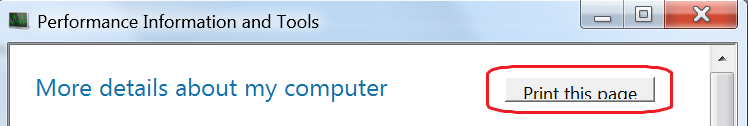 Performance Information and Tools
More details about my computer
Print this page